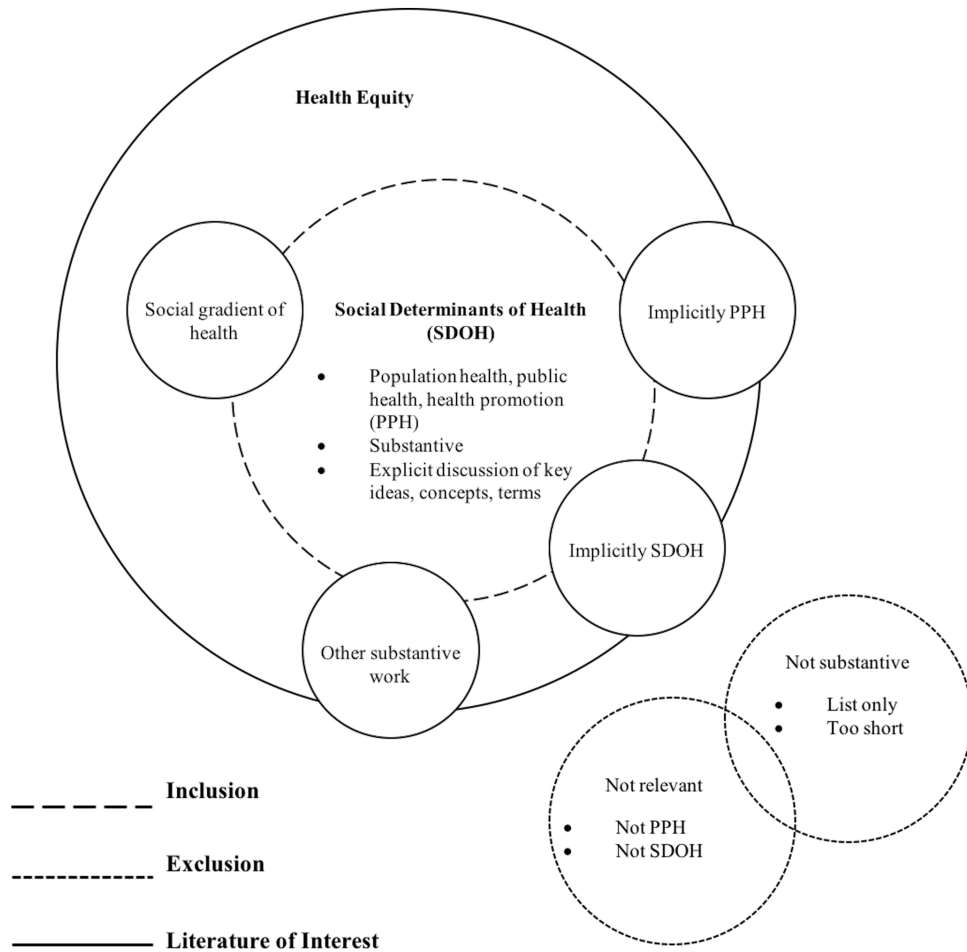 Health Equity
Social gradient of
health
Social Determinants of Health
(SDOH)
• Population health, public
health, health promotion
(PPH)
• Substantive
• Explicit discussion of key
ideas, concepts, terms
Implicitly PPH
Implicitly SDOH
Other substantive
work
Not substantive
• List only
• Too short
Not relevant
• Not PPH
• Not SDOH
Inclusion
Exclusion
Literature of Interest